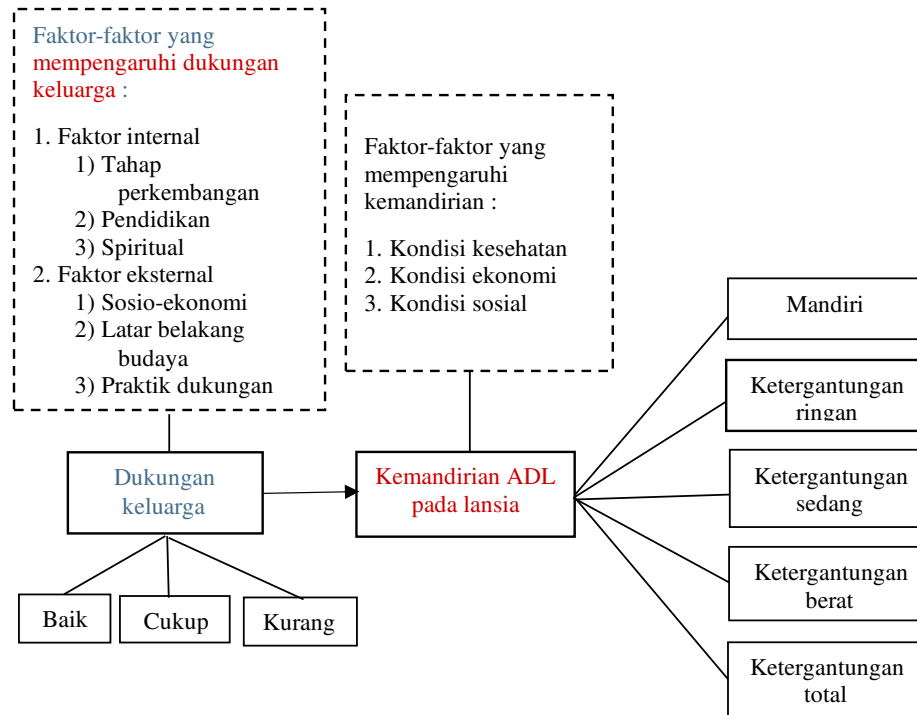 Faktor-faktor yang
mempengaruhi dukungan
keluarga :
1. Faktor internal
1) Tahap
perkembangan
2) Pendidikan
3) Spiritual
2. Faktor eksternal
1) Sosio-ekonomi
2) Latar belakang
budaya
3) Praktik dukungan
Faktor-faktor yang
mempengaruhi
kemandirian :
1. Kondisi kesehatan
2. Kondisi ekonomi
3. Kondisi sosial
Dukungan
keluarga
Kemandirian ADL
pada lansia
Baik
Cukup
Kurang
Mandiri
Ketergantungan
ringan
Ketergantungan
sedang
Ketergantungan
berat
Ketergantungan
total